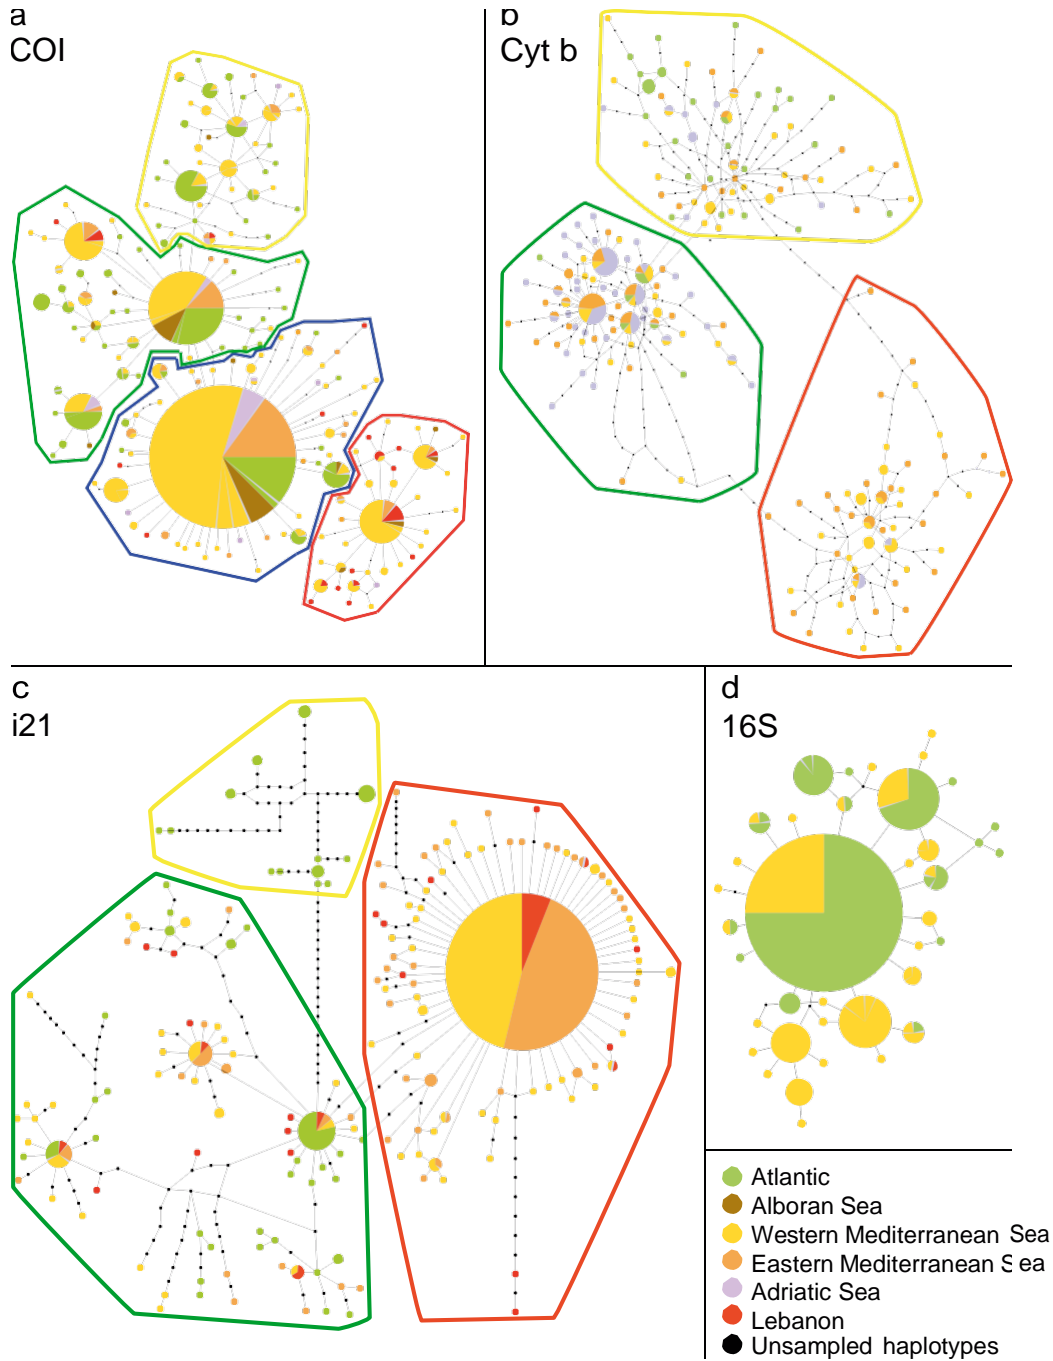 a
COI
b
Cyt b
c
i21
d
16S
Atlantic
Alboran Sea
Western Mediterranean Sea
Eastern Mediterranean Sea
Adriatic Sea
Lebanon
Unsampled haplotypes